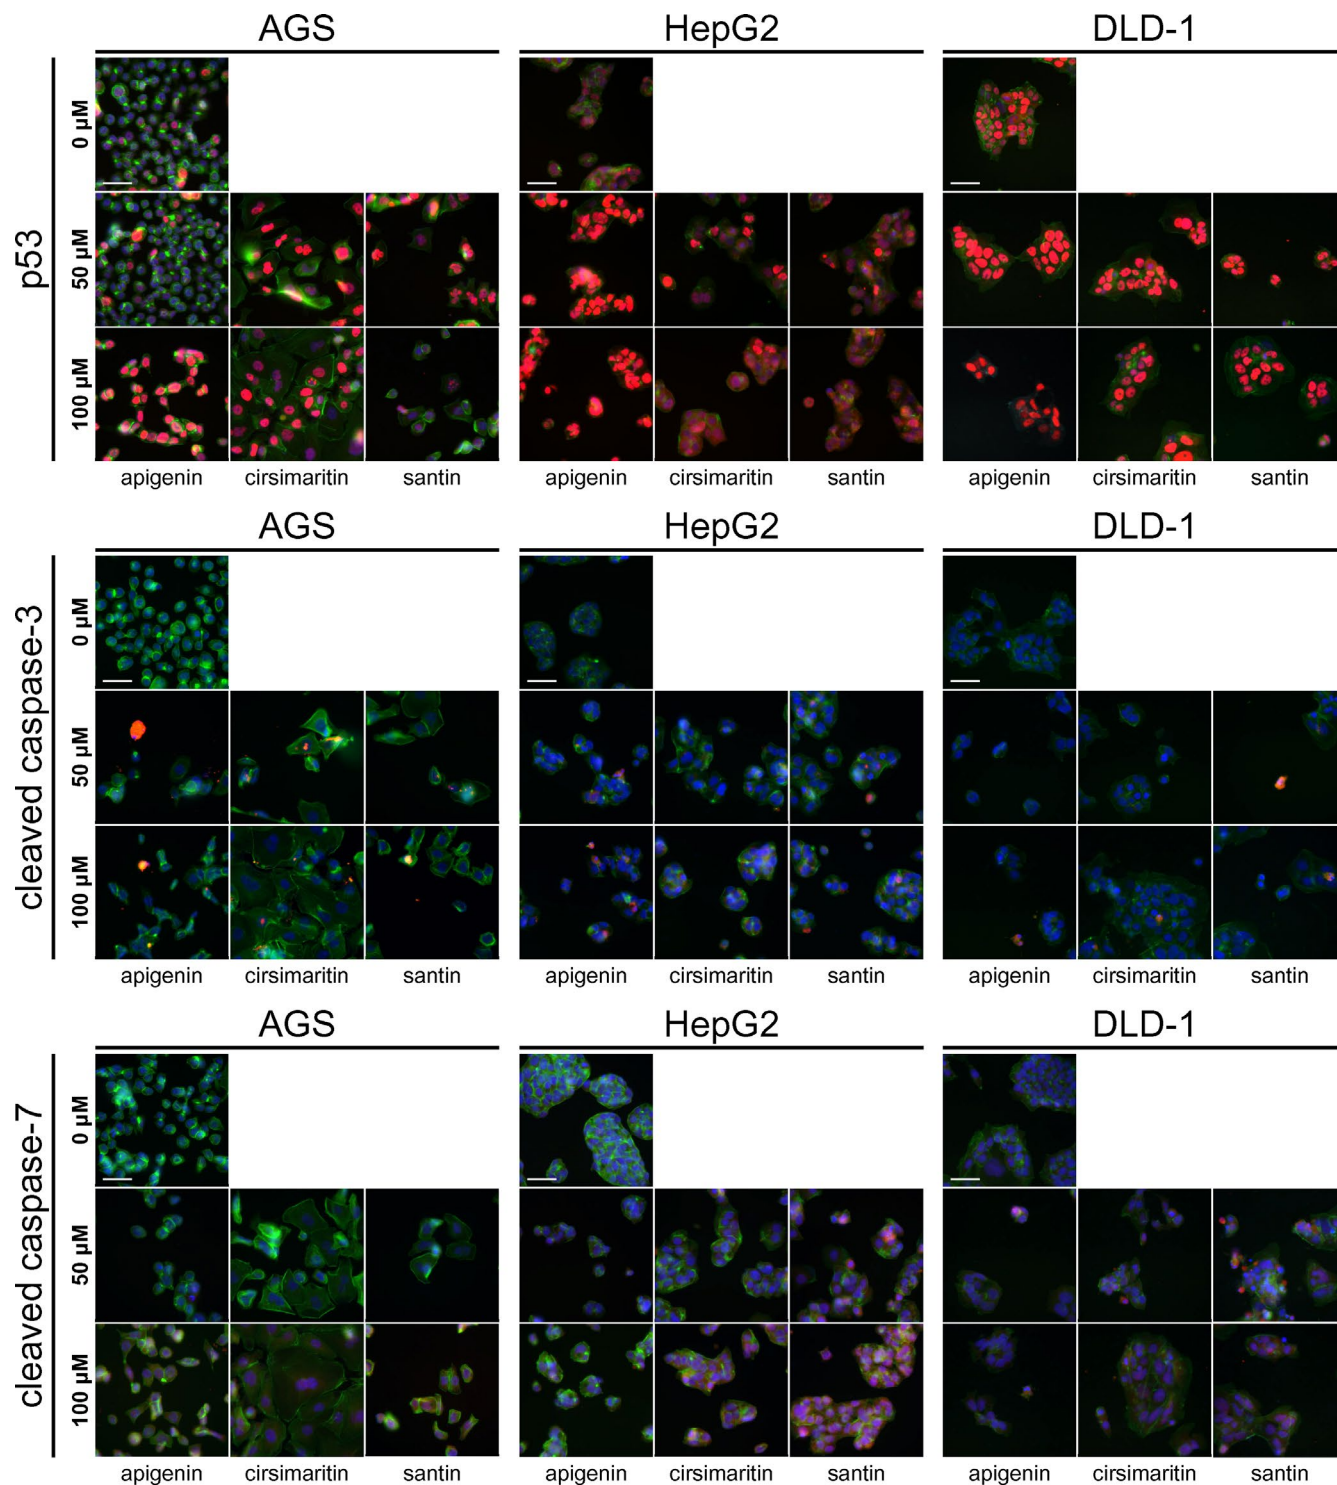 AGS HepG2 DLD-1
p53
0 µM
50 µM
100 µM
apigenin cirsimaritin santin apigenin cirsimaritin santin apigenin cirsimaritin santin
AGS HepG2 DLD-1
cleaved caspase-3
0 µM
50 µM
100 µM
apigenin cirsimaritin santin apigenin cirsimaritin santin apigenin cirsimaritin santin
AGS HepG2 DLD-1
cleaved caspase-7
0 µM
50 µM
100 µM
apigenin cirsimaritin santin apigenin cirsimaritin santin apigenin cirsimaritin santin